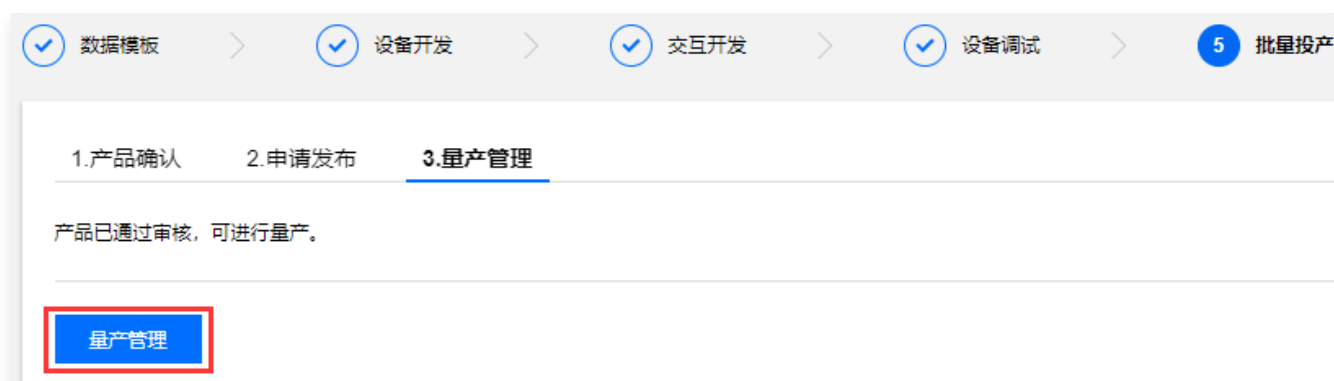 数据模板 设备开发 交互开发 设备调试 5 批量投产
1.产品确认 2.申请发布 3.量产管理
产品已通过审核，可进行量产。
量产管理